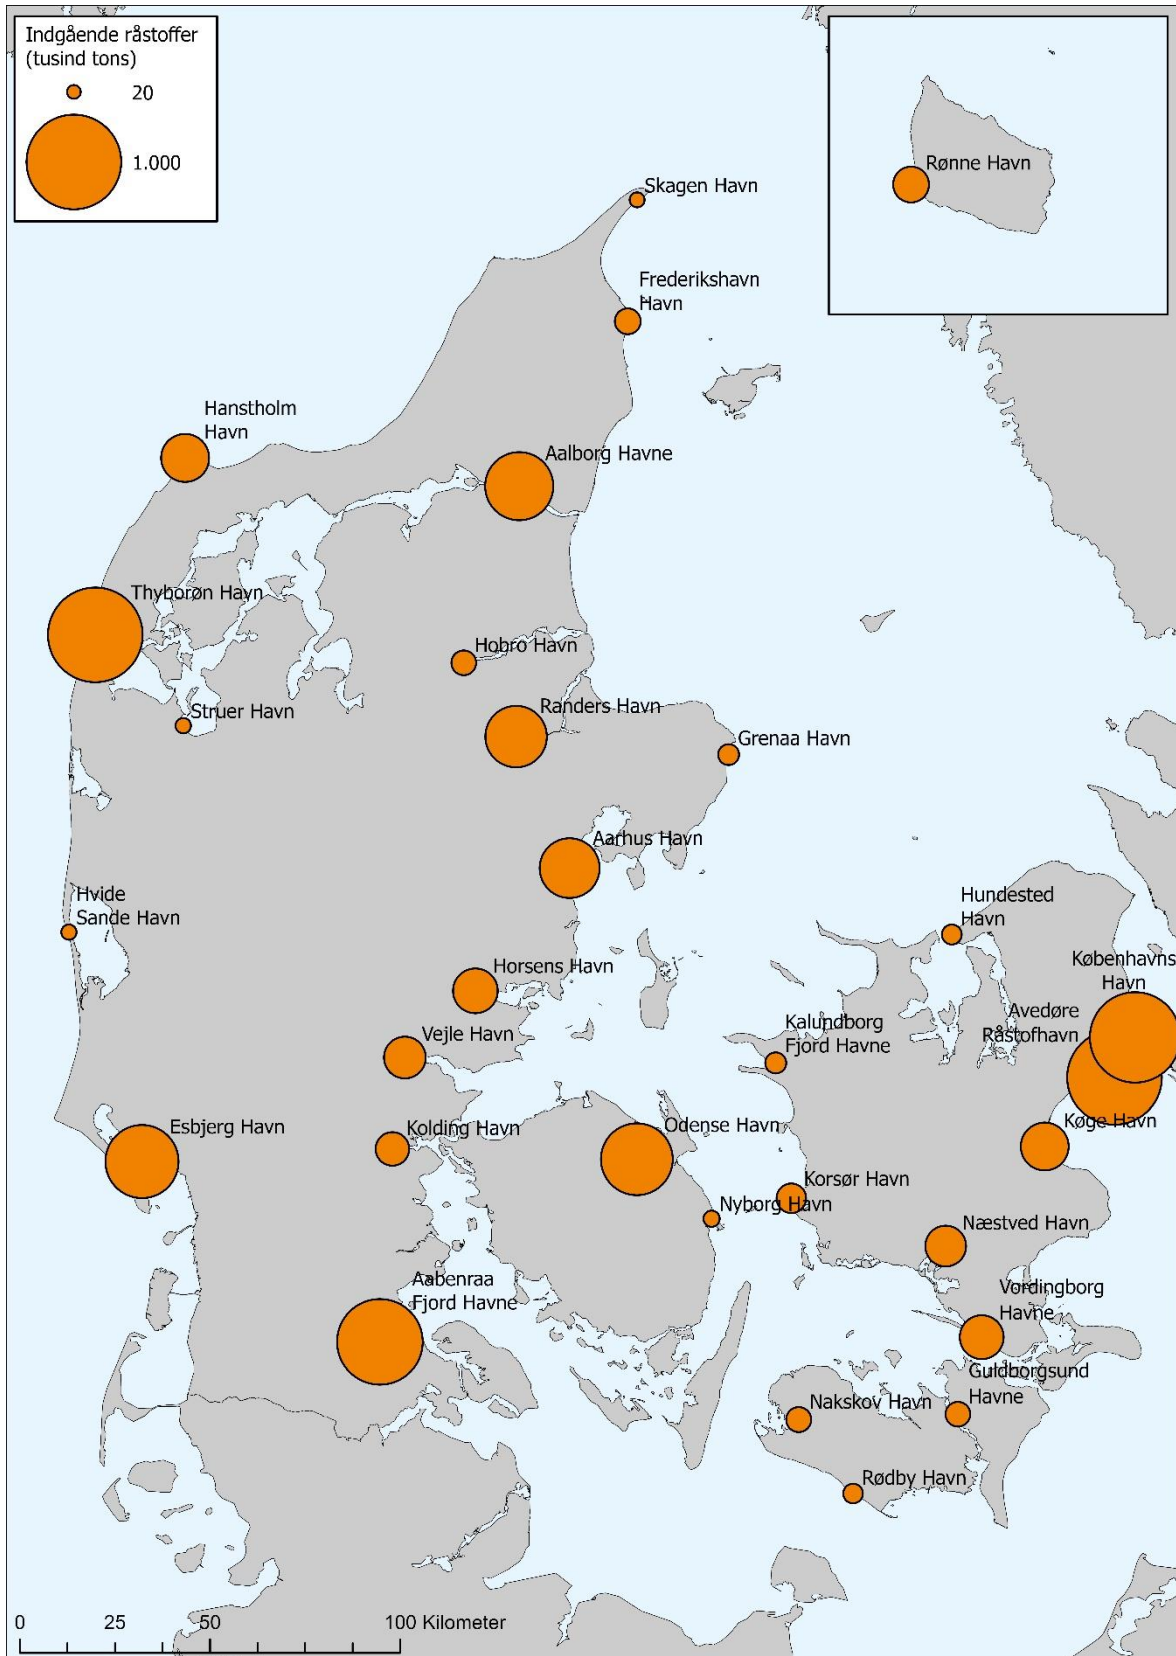 Indgående råstoffer
(tusind tons)
20
1.000
Rønne Havn
Skagen Havn
Frederikshavn
Havn
Hanstholm
Havn
Aalborg Havne
Thyborøn Havn
Hobro Havn
Struer Havn
Randers Havn
Grenaa Havn
Aarhus Havn
Hvide
Sande Havn
Hundested
Havn
Københavns
Havn
Horsens Havn
Avedøre
Råstofhavn
Kalundborg
Fjord Havne
Vejle Havn
Esbjerg Havn
Kolding Havn
Odense Havn
Køge Havn
Korsør Havn
Nyborg Havn
Næstved Havn
Aabenraa
Fjord Havne
Vordingborg
Havne
Guldborgsund
Havne
Nakskov Havn
Rødby Havn
0 25 50 100 Kilometer